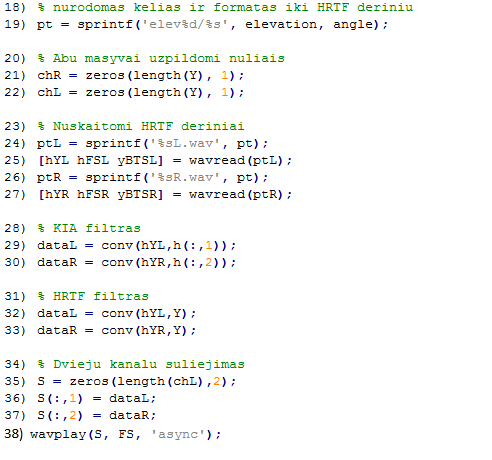 18) % nurodomas kelias ir formatas iki HRTF deriniu
19) pt = sprintf('elev%d/%s', elevation, angle);
20) % Abu masyvai uzpildomi nuliais
21) chR = zeros(length(Y), 1);
22) chL = zeros(length(Y), 1);
23) % Nuskaitomi HRTF deriniai
24) ptL = sprintf('%sL.wav', pt);
25) [hYL hFSL yBTSL] = wavread(ptL);
26) ptR = sprintf('%sR.wav', pt);
27) [hYR hFSR yBTSR] = wavread(ptR);
28) % KIA filtras
29) dataL = conv(hYL,h(:,1));
30) dataR = conv(hYR,h(:,2));
31) % HRTF filtras
32) dataL = conv(hYL,Y);
33) dataR = conv(hYR,Y);
34) % Dvieju kanalu suliejimas
35) S = zeros(length(chL),2);
36) S(:,1) = dataL;
37) S(:,2) = dataR;
38) wavplay(S, FS, 'async');